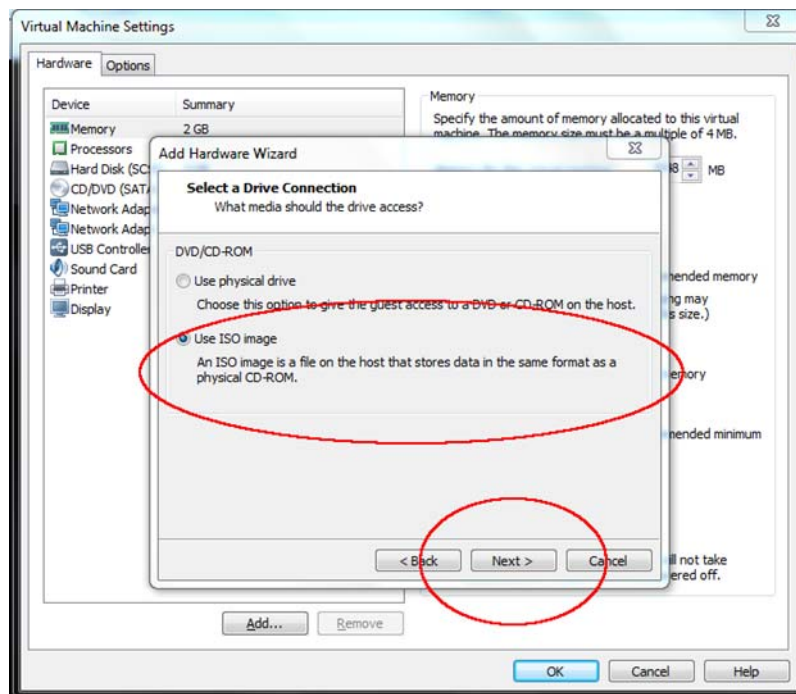 Virtual Machine Settings
Hardware Options
Device Summary
Memory 2 GB
Processors
Hard Disk (SCS
CD/DVD (SATA
Network Adap
Network Adap
USB Controller
Sound Card
Printer
Display
Memory
Specify the amount of memory allocated to this virtual
machine. The memory size must be a multiple of 4 MB.
MB
Add Hardware Wizard
Select a Drive Connection
What media should the drive access?
DVD/CD-ROM
Use physical drive
Choose this option to give the guest access to a DVD or CD-ROM on the host.
Use ISO image
An ISO image is a file on the host that stores data in the same format as a
physical CD-ROM.
< Back Next > Cancel
mended memory
ng may
s size.)
emory
mended minimum
ll not take
ered off.
Add... Remove
OK Cancel Help